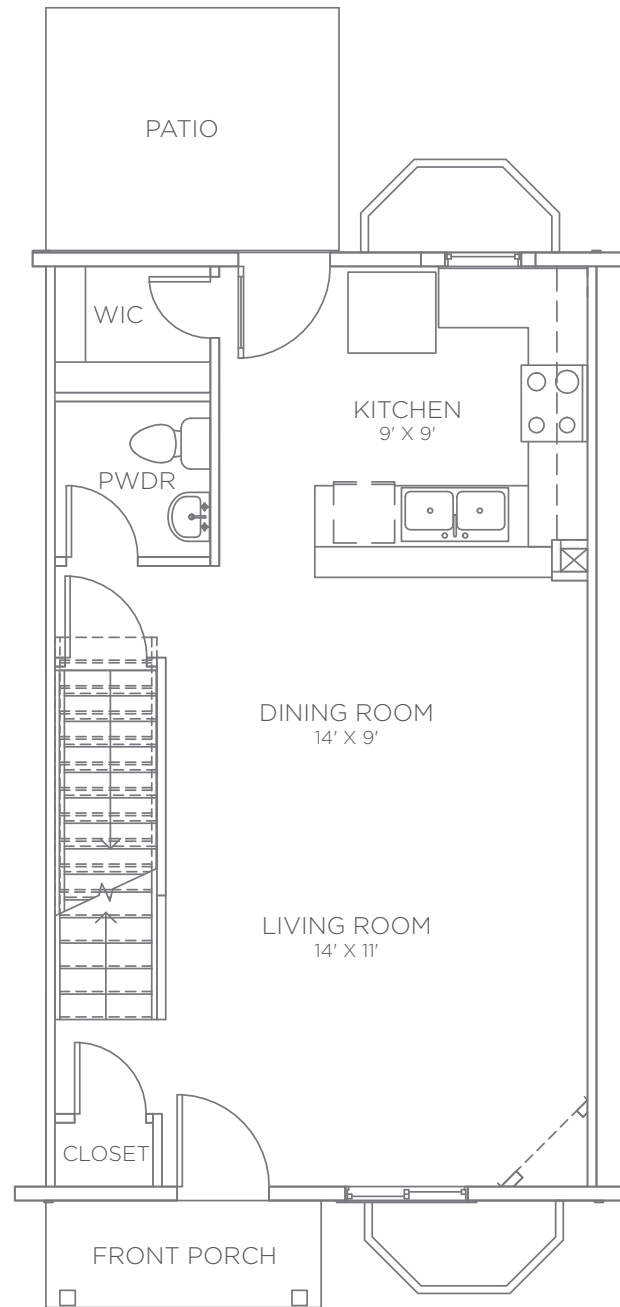 PATIO
WIC
KITCHEN
9' X 9'
PWDR
DINING ROOM
14' X 9'
LIVING ROOM
14' X 11'
CLOSET
FRONT PORCH